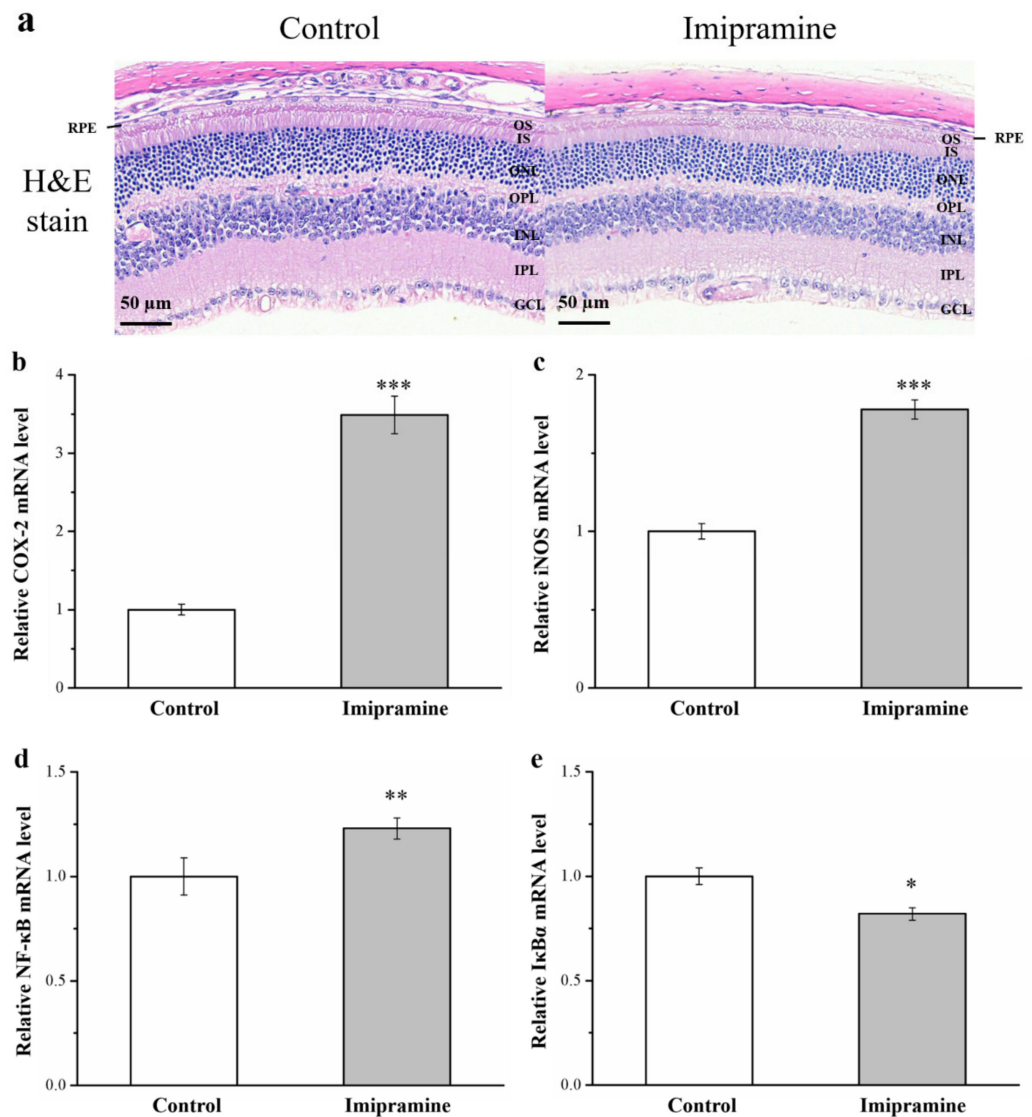 a
Control
Imipramine
H&E
stain
RPE
OS
IS
ONL
OPL
INL
IPL
GCL
50 µm
OS
IS
ONL
OPL
INL
IPL
GCL
RPE
50 µm
b
Relative COX-2 mRNA level
4
3
2
1
0
***
Control
Imipramine
c
Relative iNOS mRNA level
2
1
0
***
Control
Imipramine
d
Relative NF-κB mRNA level
1.5
1.0
0.5
0.0
**
Control
Imipramine
e
Relative IκBα mRNA level
1.5
1.0
0.5
0.0
*
Control
Imipramine